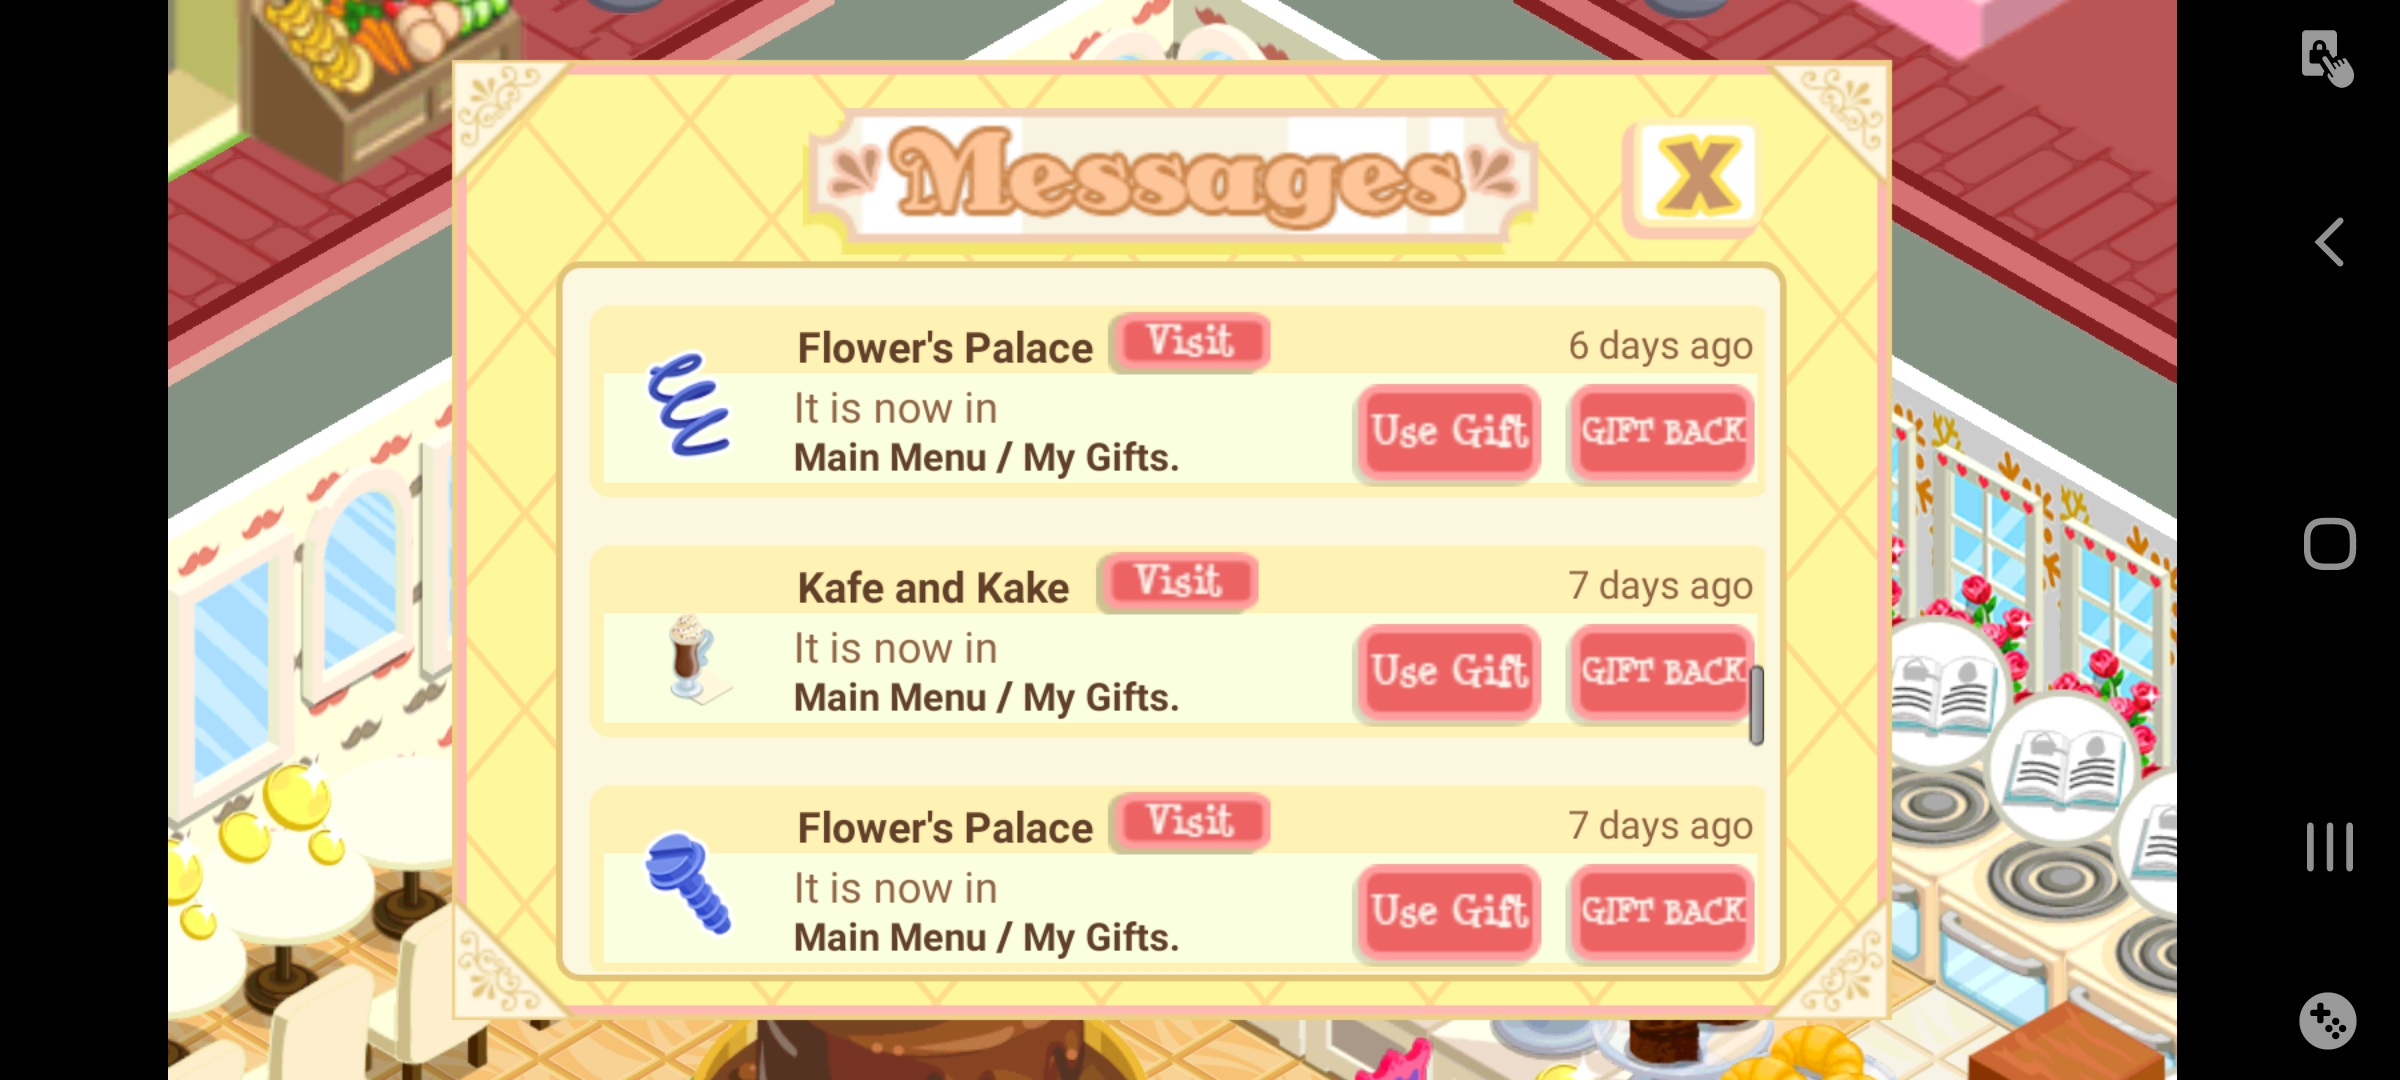 Messages
X
Flower's Palace Visit 6 days ago
It is now in
Main Menu / My Gifts.
Use Gift GIFT BACK
Kafe and Kake Visit 7 days ago
It is now in
Main Menu / My Gifts.
Use Gift GIFT BACK
Flower's Palace Visit 7 days ago
It is now in
Main Menu / My Gifts.
Use Gift GIFT BACK